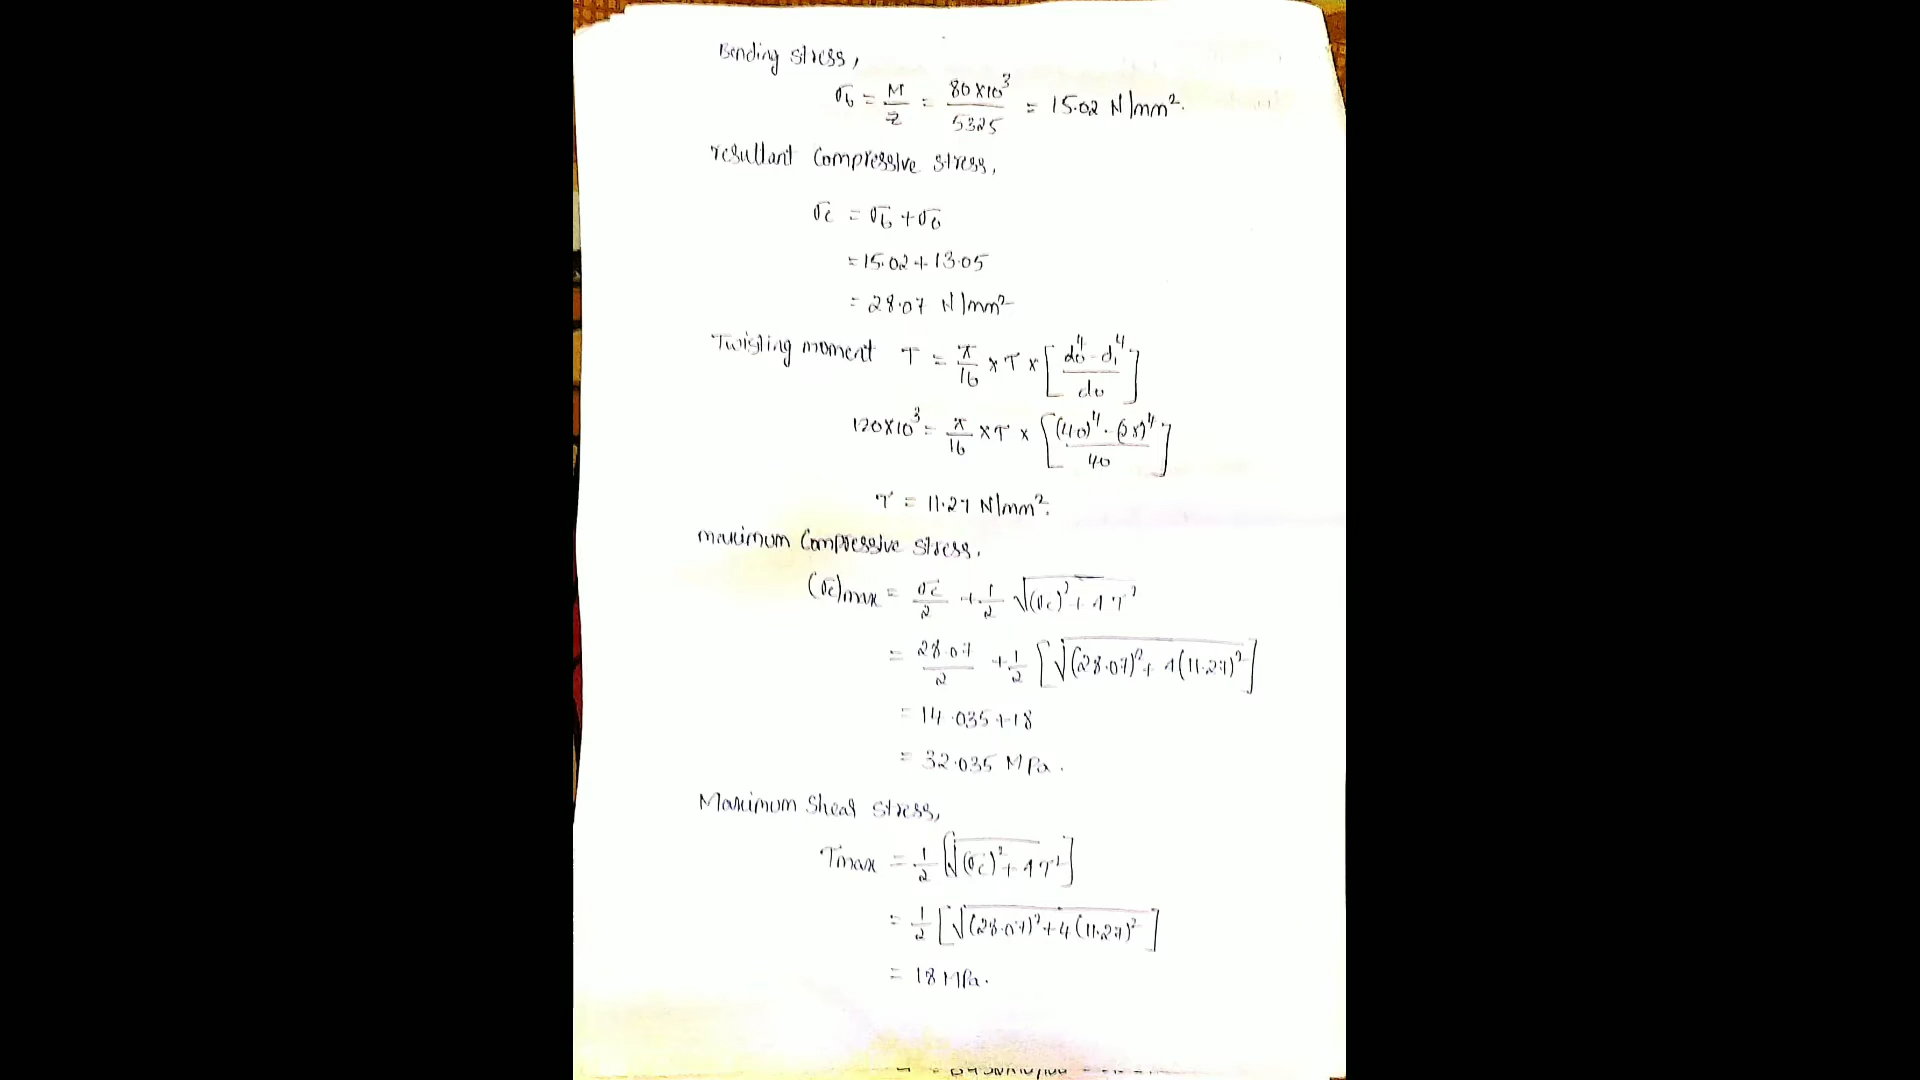 Bending stress,
σb = M/Z = 80×10³/5325 = 15.02 N/mm².
resultant compressive stress,
σc = σb + σo
= 15.02 + 13.05
= 28.07 N/mm²
Twisting moment T = π/16 × τ × [do⁴ - di⁴/do]
120×10³ = π/16 × τ × [(40)⁴ - (28)⁴/40]
τ = 11.27 N/mm².
maximum compressive stress,
(σc)max = σc/2 + 1/2 √(σc)² + 4τ²
= 28.07/2 + 1/2 [√(28.07)² + 4(11.27)²]
= 14.035 + 18
= 32.035 MPa.
Maximum shear stress,
τmax = 1/2 [√(σc)² + 4τ²]
= 1/2 [√(28.07)² + 4(11.27)²]
= 18 MPa.